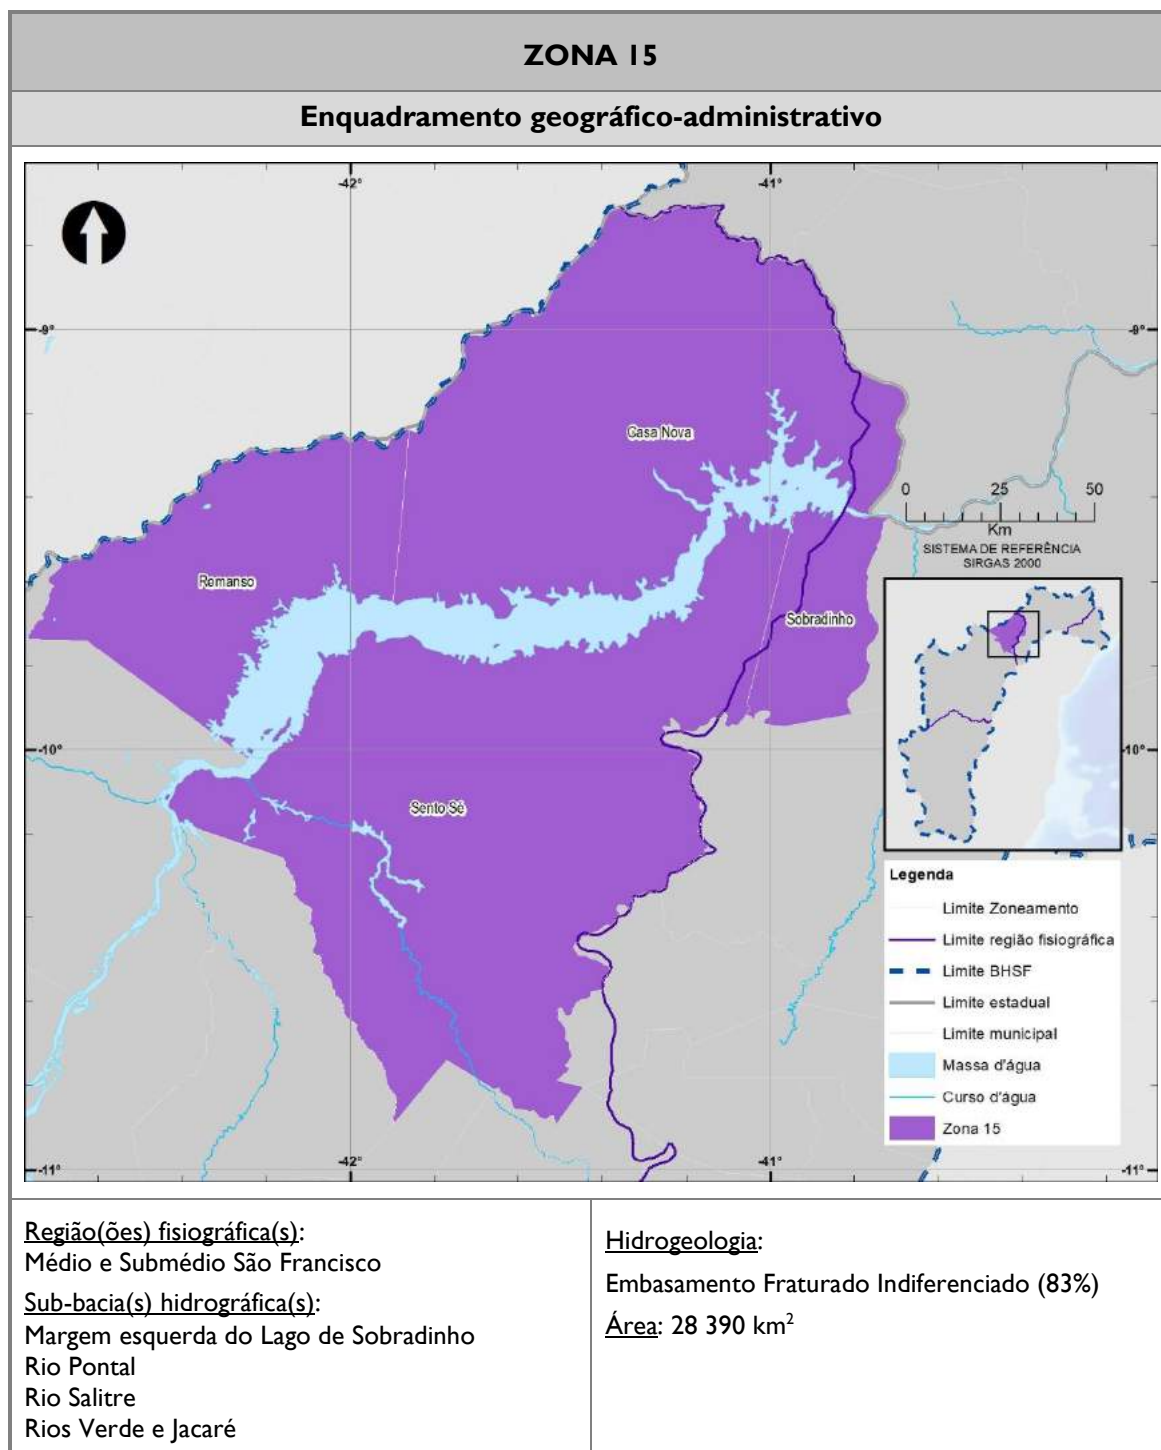 ZONA 15
Enquadramento geográfico-administrativo
-42°
-41°
-9°
-9°
Casa Nova
0 25 50
Km
SISTEMA DE REFERÊNCIA
SIRGAS 2000
Remanso
Sobradinho
-10°
-10°
Sento Sé
Legenda
Limite Zoneamento
Limite região fisiográfica
Limite BHSF
Limite estadual
Limite municipal
Massa d'água
Curso d'água
Zona 15
-11°
-42°
-41°
-11°
Região(ões) fisiográfica(s):
Médio e Submédio São Francisco
Sub-bacia(s) hidrográfica(s):
Margem esquerda do Lago de Sobradinho
Rio Pontal
Rio Salitre
Rios Verde e Jacaré
Hidrogeologia:
Embasamento Fraturado Indiferenciado (83%)
Área: 28 390 km²